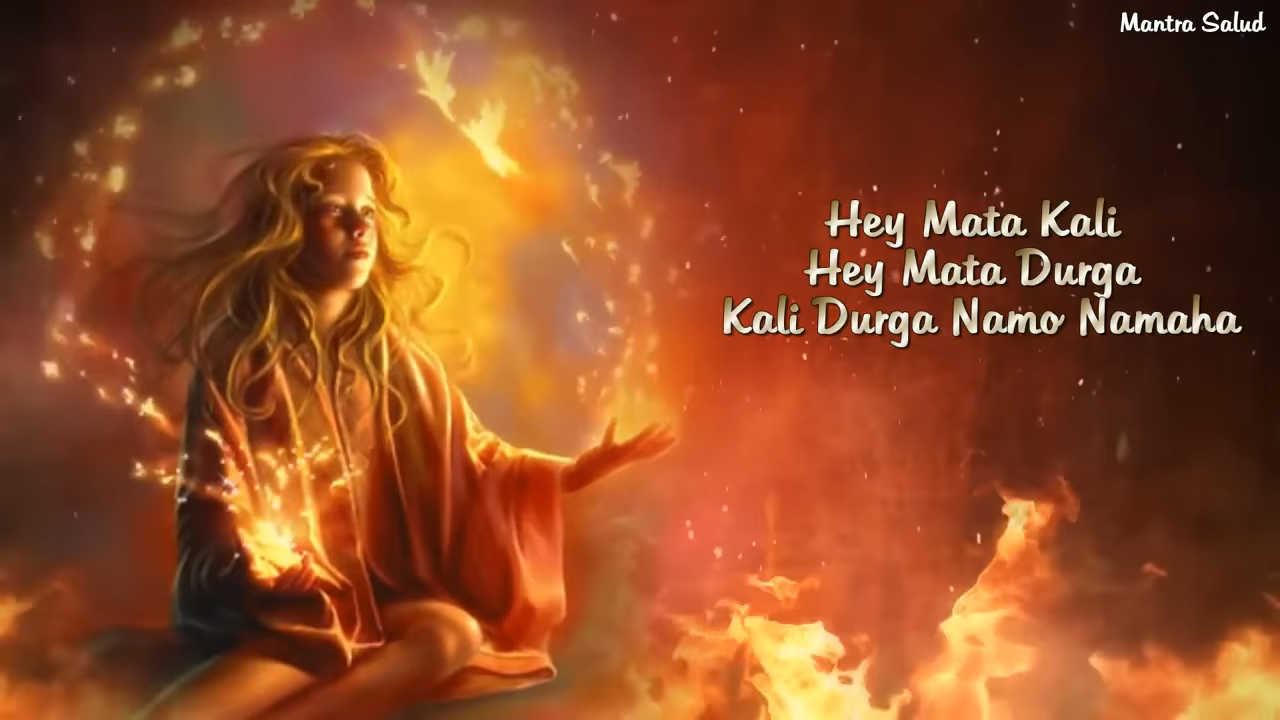 Mantra Salud
Hey Mata Kali
Hey Mata Durga
Kali Durga Namo Namaha